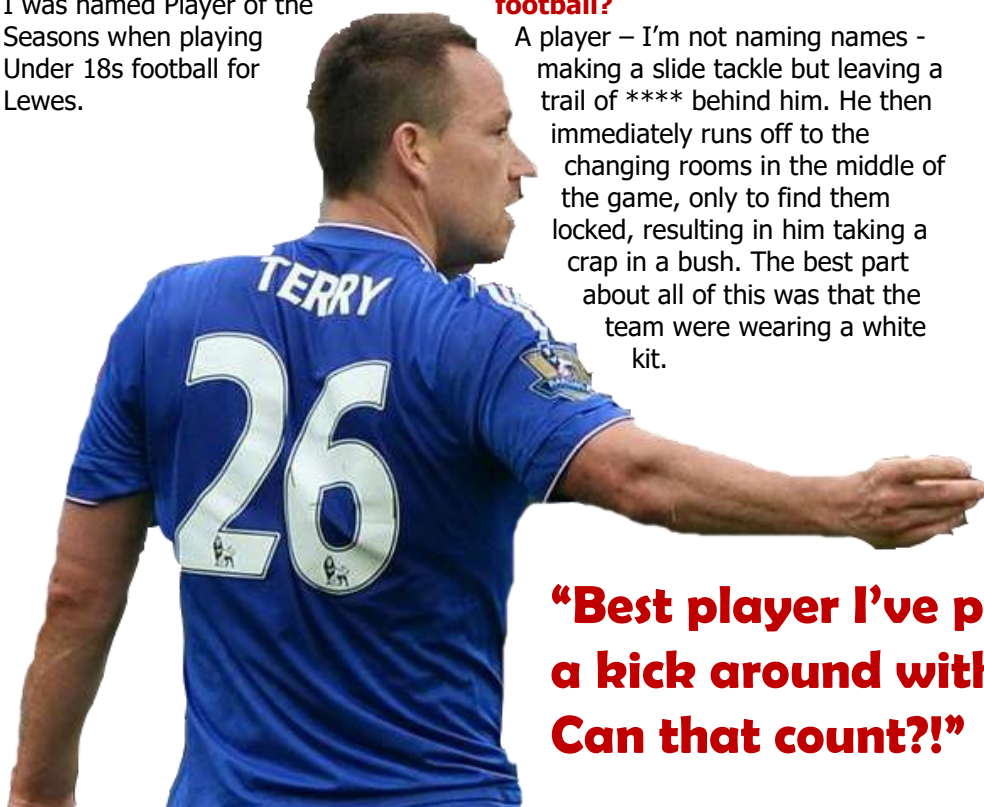 I was named Player of the
Seasons when playing
Under 18s football for
Lewes.
football?
A player – I'm not naming names -
making a slide tackle but leaving a
trail of **** behind him. He then
immediately runs off to the
changing rooms in the middle of
the game, only to find them
locked, resulting in him taking a
crap in a bush. The best part
about all of this was that the
team were wearing a white
kit.
TERRY
26
“Best player I’ve p
a kick around with
Can that count?!”